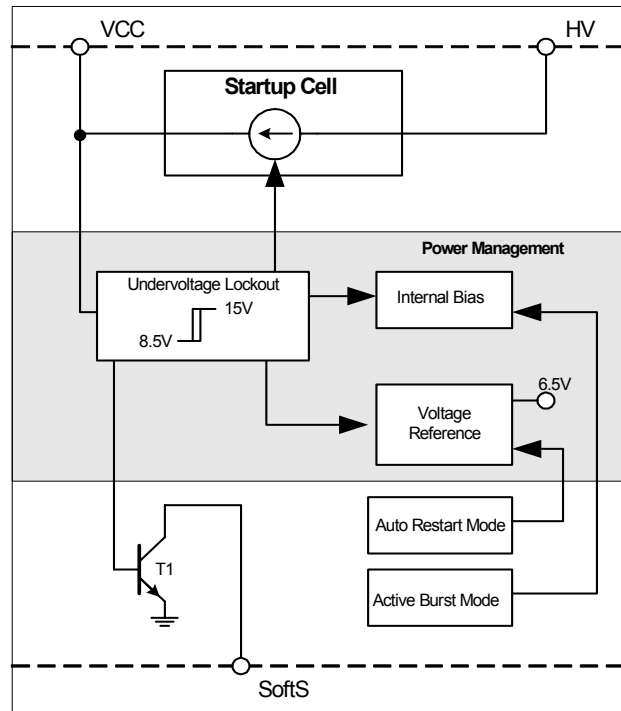 VCC
HV
Startup Cell
Power Management
Undervoltage Lockout
15V
8.5V
Internal Bias
6.5V
Voltage
Reference
Auto Restart Mode
T1
Active Burst Mode
SoftS